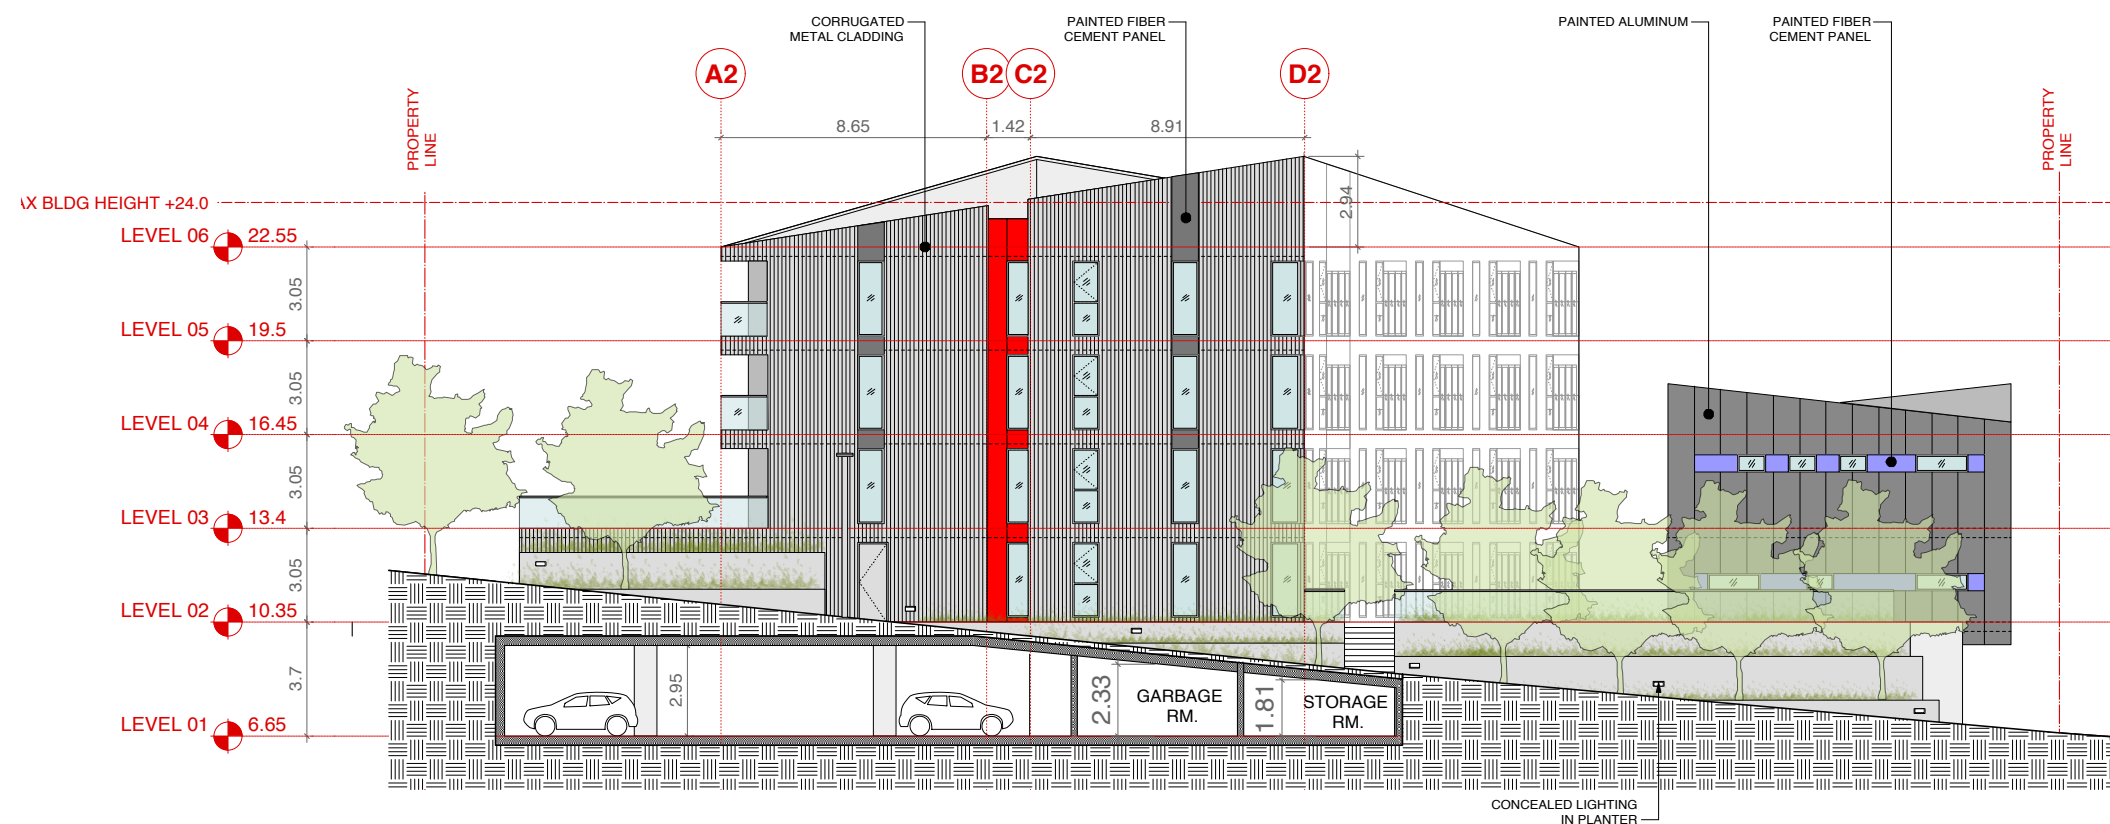 CORRUGATED
METAL CLADDING
PAINTED FIBER
CEMENT PANEL
PAINTED ALUMINUM
PAINTED FIBER
CEMENT PANEL
A2
B2
C2
D2
PROPERTY
LINE
PROPERTY
LINE
8.65
1.42
8.91
2.94
BLDG HEIGHT +24.0
LEVEL 06 22.55
3.05
LEVEL 05 19.5
3.05
LEVEL 04 16.45
3.05
LEVEL 03 13.4
3.05
LEVEL 02 10.35
3.7
LEVEL 01 6.65
2.95
2.33
GARBAGE
RM.
1.81
STORAGE
RM.
CONCEALED LIGHTING
IN PLANTER